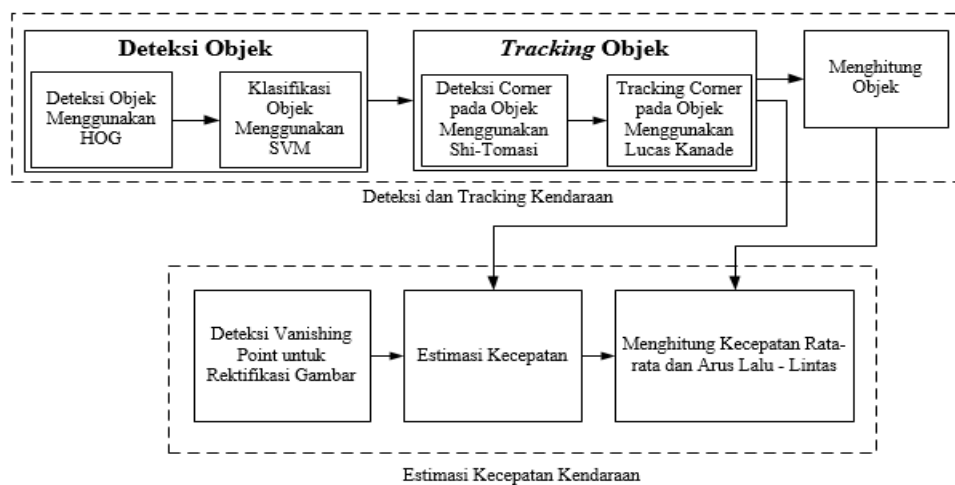 Deteksi Objek
Deteksi Objek
Menggunakan
HOG
Klasifikasi
Objek
Menggunakan
SVM
Tracking Objek
Deteksi Corner
pada Objek
Menggunakan
Shi-Tomasi
Tracking Corner
pada Objek
Menggunakan
Lucas Kanade
Menghitung
Objek
Deteksi dan Tracking Kendaraan
Deteksi Vanishing
Point untuk
Rektifikasi Gambar
Estimasi Kecepatan
Menghitung Kecepatan Rata-
rata dan Arus Lalu - Lintas
Estimasi Kecepatan Kendaraan